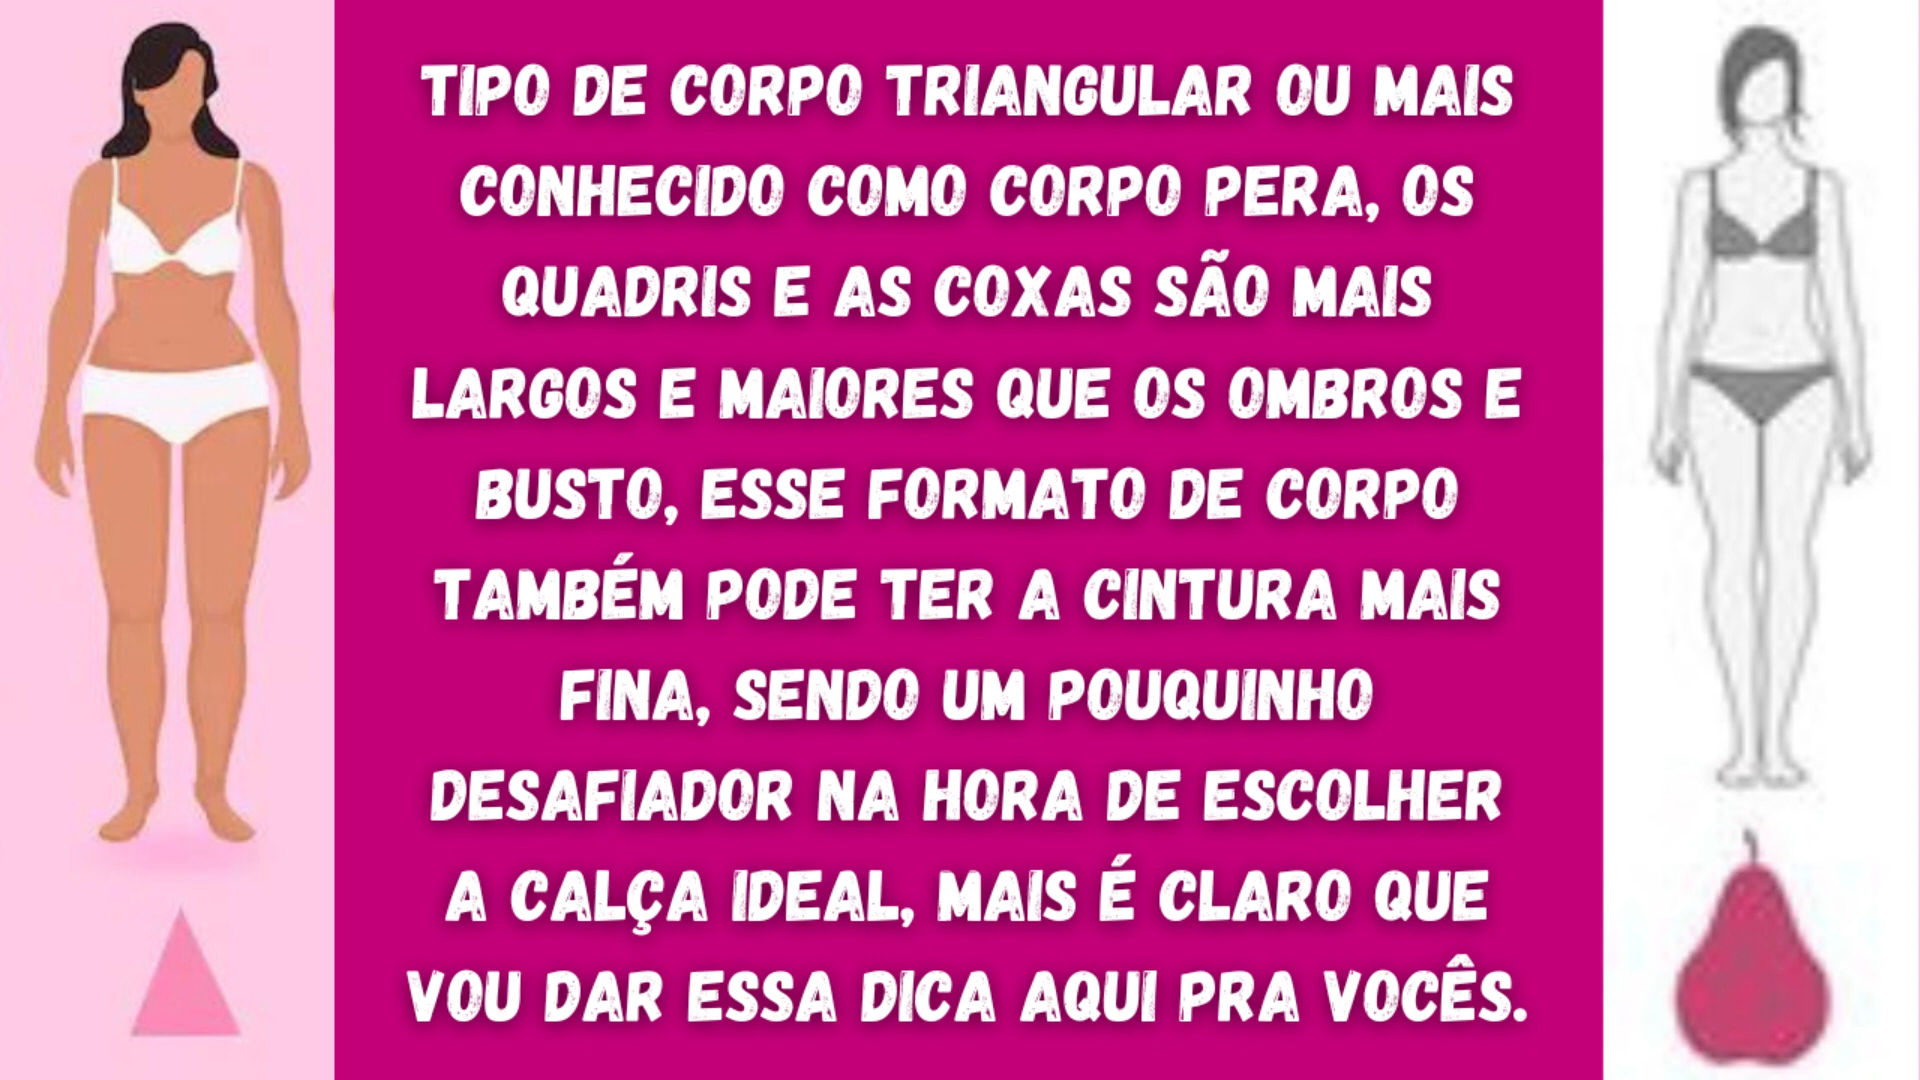 TIPO DE CORPO TRIANGULAR OU MAIS
CONHECIDO COMO CORPO PERA, OS
QUADRIS E AS COXAS SÃO MAIS
LARGOS E MAIORES QUE OS OMBROS E
BUSTO, ESSE FORMATO DE CORPO
TAMBÉM PODE TER A CINTURA MAIS
FINA, SENDO UM POUQUINHO
DESAFIADOR NA HORA DE ESCOLHER
A CALÇA IDEAL, MAIS É CLARO QUE
VOU DAR ESSA DICA AQUI PRA VOCÊS.